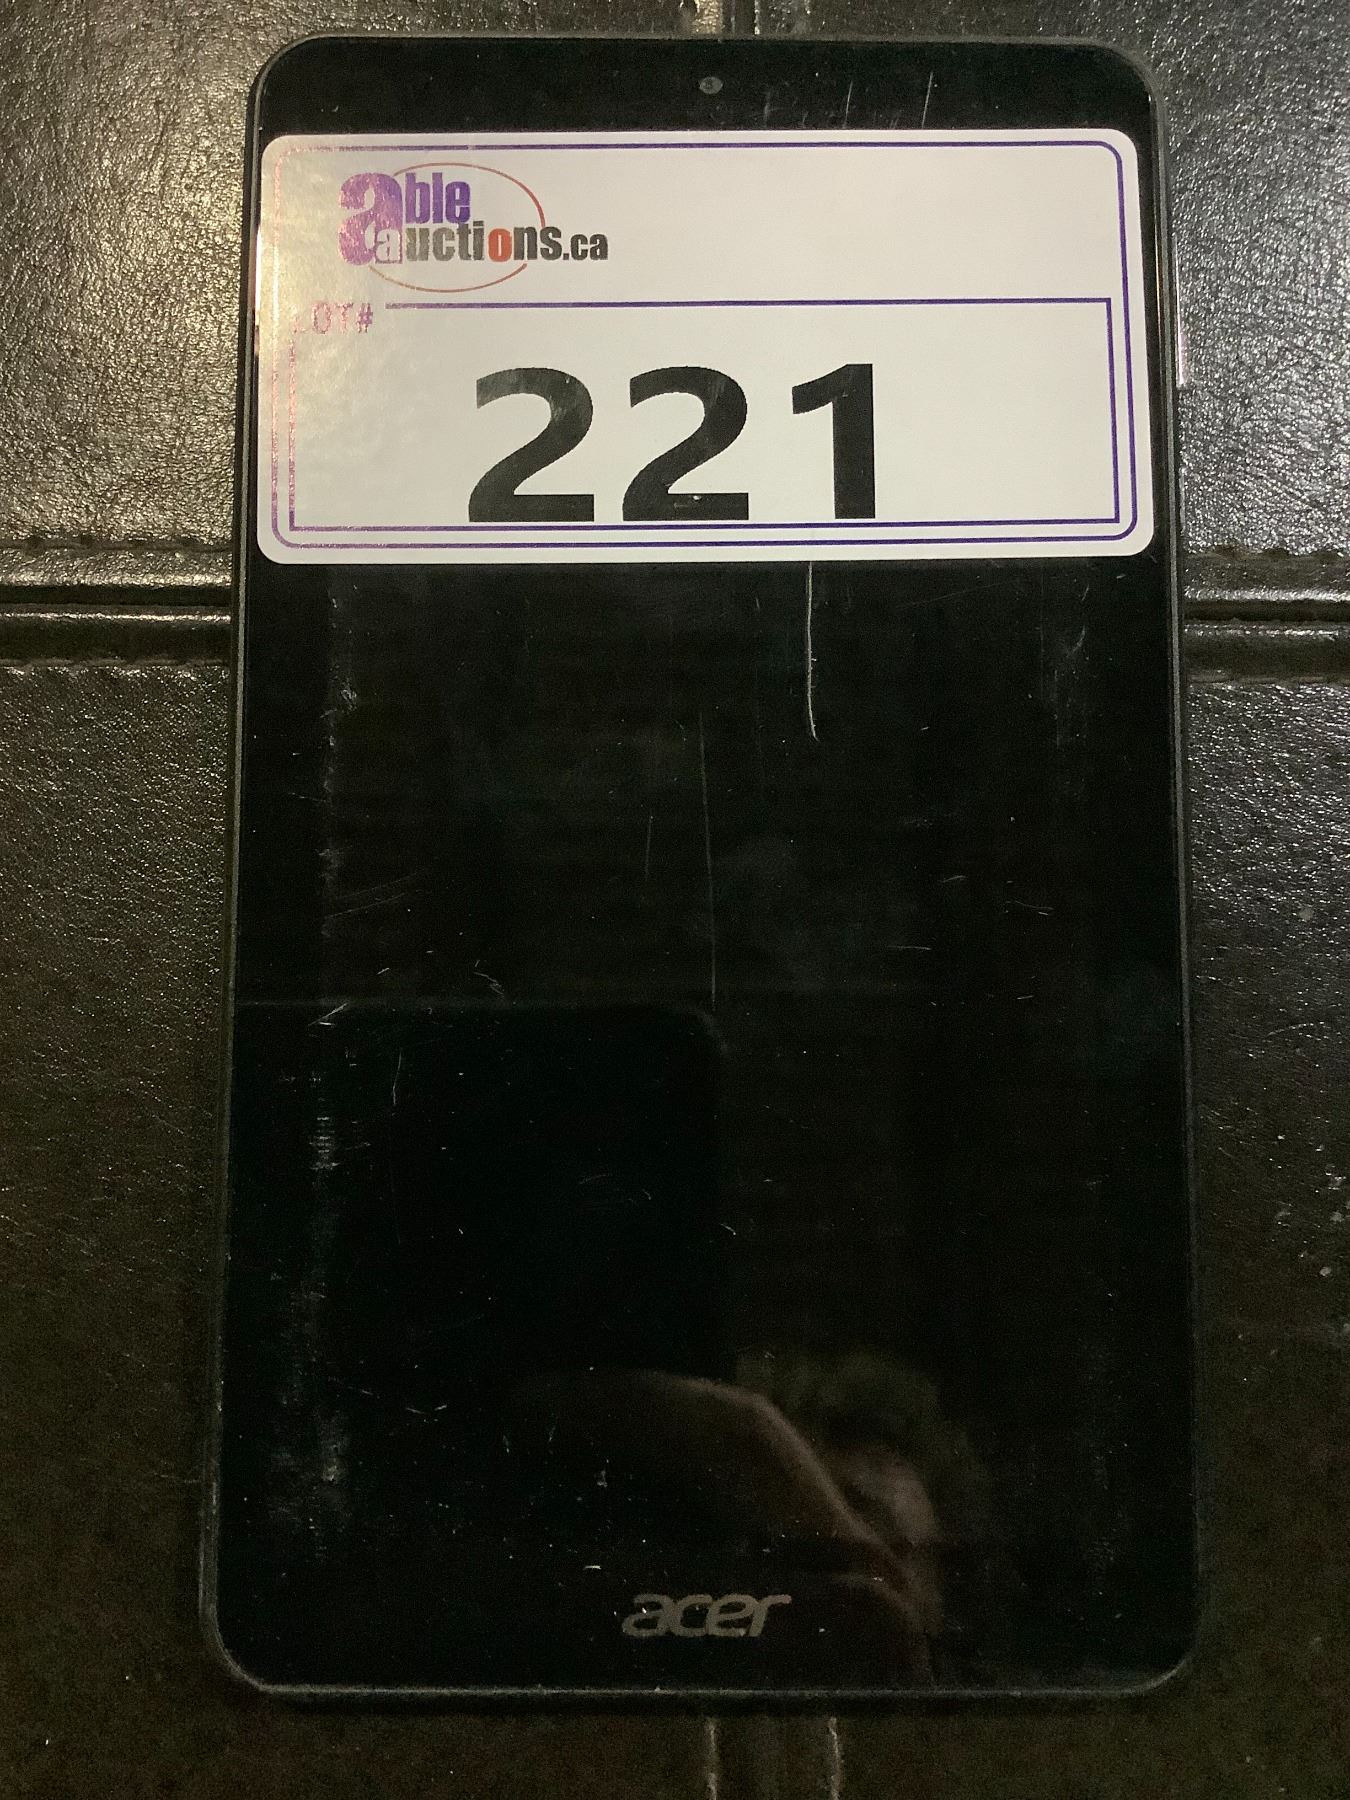 able
auctions.ca
LOT#
221
acer